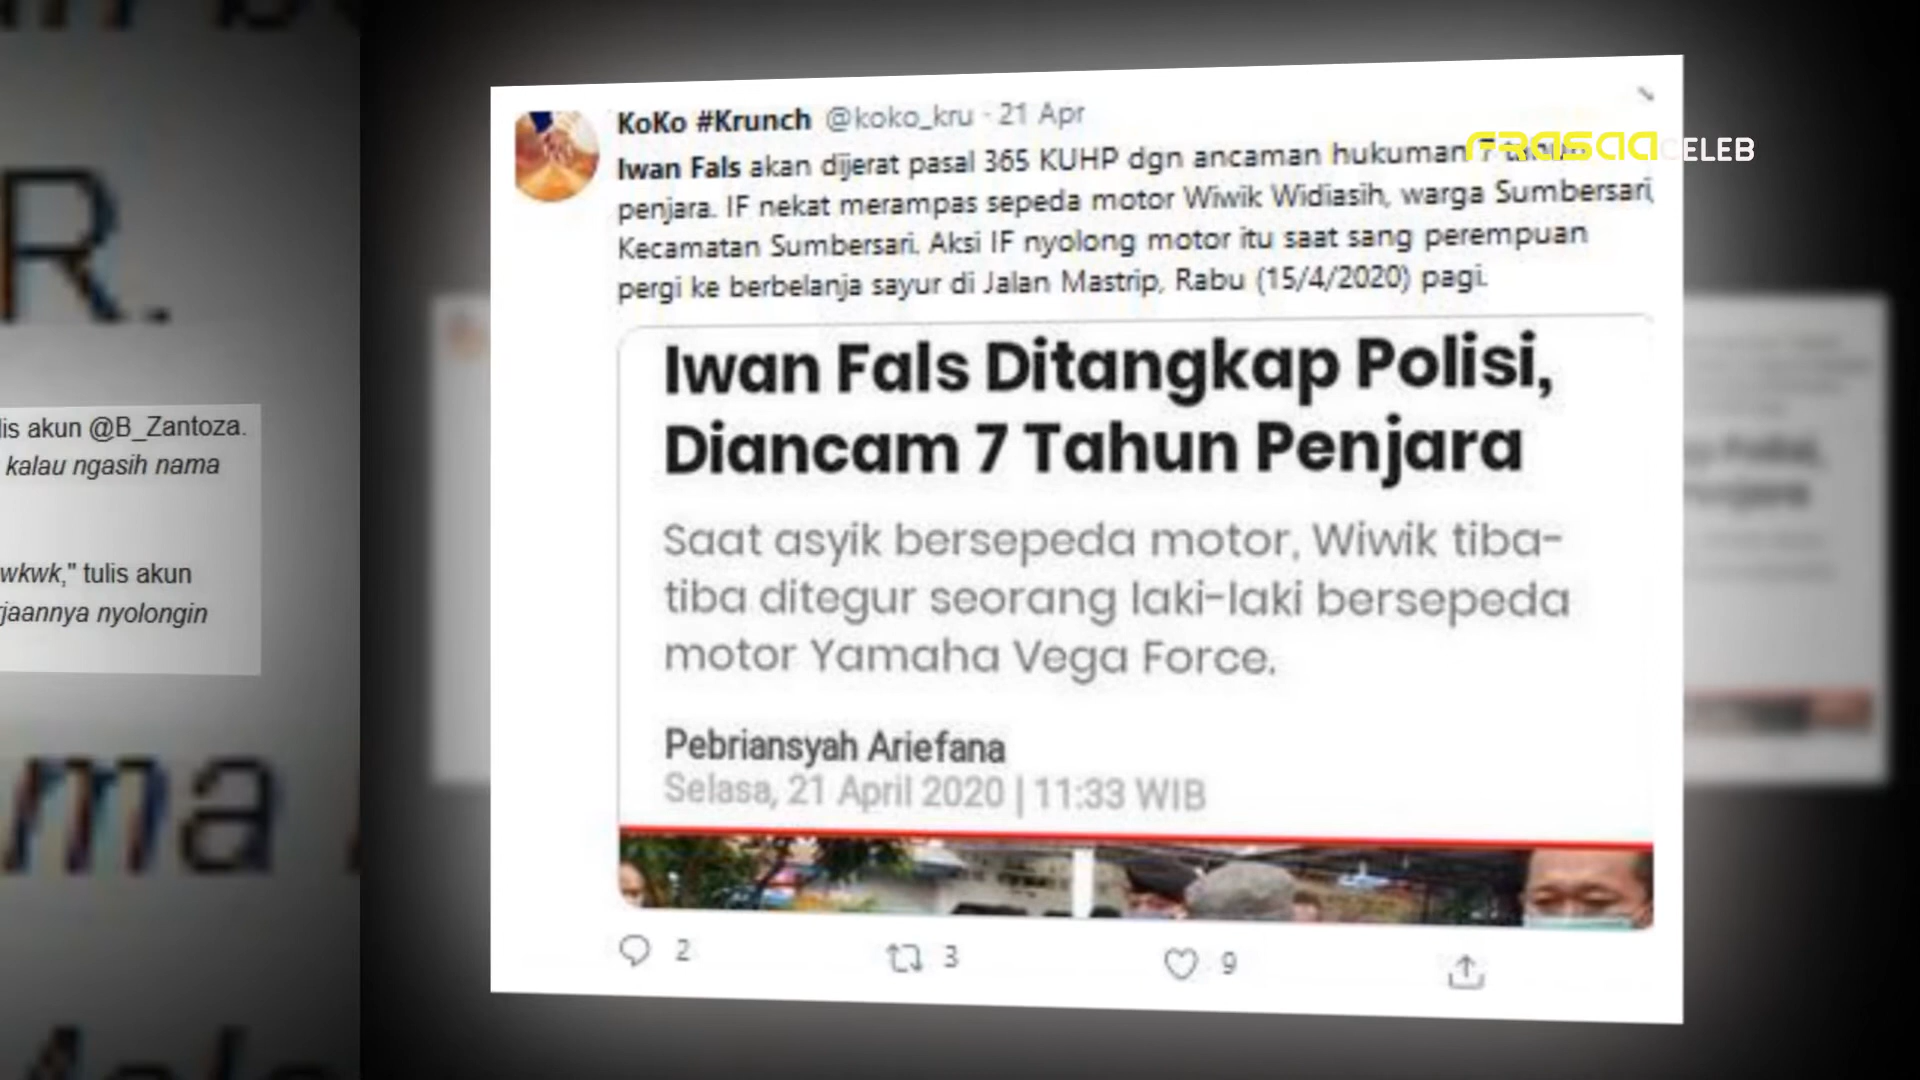 R.
lis akun @B_Zantoza.
kalau ngasih nama
wkwk," tulis akun
rjaannya nyolongin
ma
KoKo #Krunch @koko_kru · 21 Apr
FRASAA CELEB
Iwan Fals akan dijerat pasal 365 KUHP dgn ancaman hukuman 7
penjara. IF nekat merampas sepeda motor Wiwik Widiasih, warga Sumbersari,
Kecamatan Sumbersari. Aksi IF nyolong motor itu saat sang perempuan
pergi ke berbelanja sayur di Jalan Mastrip, Rabu (15/4/2020) pagi.
Iwan Fals Ditangkap Polisi,
Diancam 7 Tahun Penjara
Saat asyik bersepeda motor, Wiwik tiba-
tiba ditegur seorang laki-laki bersepeda
motor Yamaha Vega Force.
Pebriansyah Ariefana
Selasa, 21 April 2020 | 11:33 WIB
2 3 9